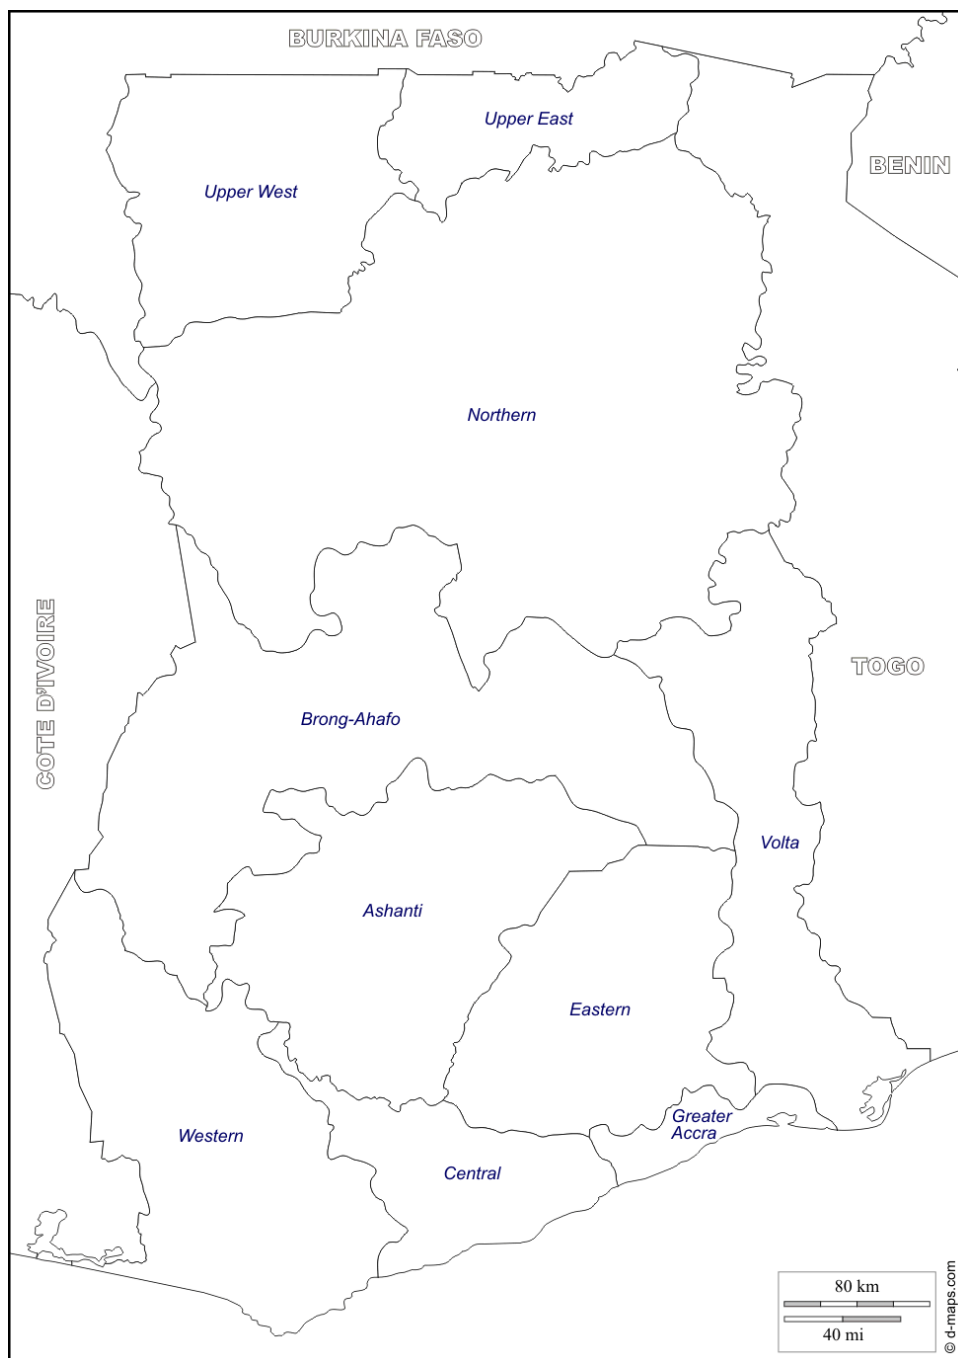 BURKINA FASO
Upper East
BENIN
Upper West
Northern
COTE D'IVOIRE
TOGO
Brong-Ahafo
Volta
Ashanti
Eastern
Greater
Accra
Western
Central
80 km
40 mi
© d-maps.com